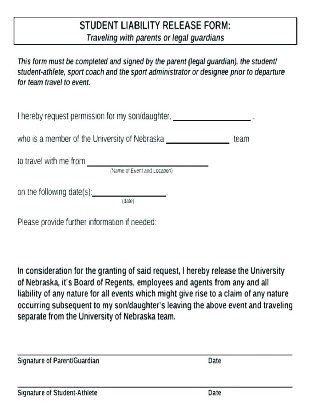 STUDENT LIABILITY RELEASE FORM:
Traveling with parents or legal guardians
This form must be completed and signed by the parent (legal guardian), the student/
student-athlete, sport coach and the sport administrator or designee prior to departure
for team travel to event.
I hereby request permission for my son/daughter, ____________________ .
who is a member of the University of Nebraska ________________ team
to travel with me from ______________________________
(Name of Event and Location)
on the following date(s):___________________.
(date)
Please provide further information if needed:
In consideration for the granting of said request, I hereby release the University
of Nebraska, it`s Board of Regents, employees and agents from any and all
liability of any nature for all events which might give rise to a claim of any nature
occurring subsequent to my son/daughter's leaving the above event and traveling
separate from the University of Nebraska team.
Signature of Parent/Guardian Date
Signature of Student-Athlete Date